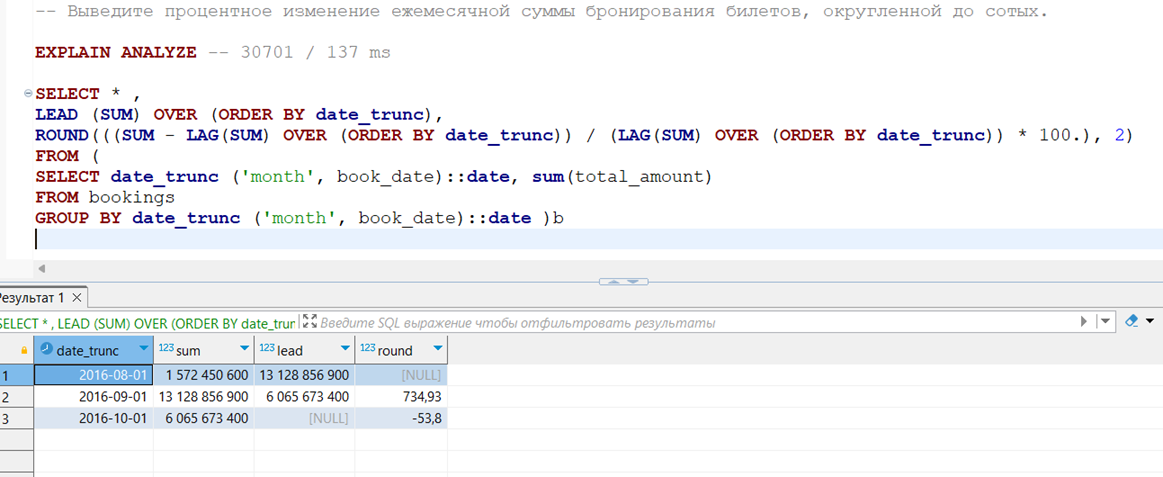 -- Выведите процентное изменение ежемесячной суммы бронирования билетов, округленной до сотых.
EXPLAIN ANALYZE -- 30701 / 137 ms
SELECT * ,
LEAD (SUM) OVER (ORDER BY date_trunc),
ROUND(((SUM - LAG(SUM) OVER (ORDER BY date_trunc)) / (LAG(SUM) OVER (ORDER BY date_trunc)) * 100.), 2)
FROM (
SELECT date_trunc ('month', book_date)::date, sum(total_amount)
FROM bookings
GROUP BY date_trunc ('month', book_date)::date )b
Результат 1
SELECT * , LEAD (SUM) OVER (ORDER BY date_trun Введите SQL выражение чтобы отфильтровать результаты
date_trunc 123 sum 123 lead 123 round
1 2016-08-01 1 572 450 600 13 128 856 900 [NULL]
2 2016-09-01 13 128 856 900 6 065 673 400 734,93
3 2016-10-01 6 065 673 400 [NULL] -53,8